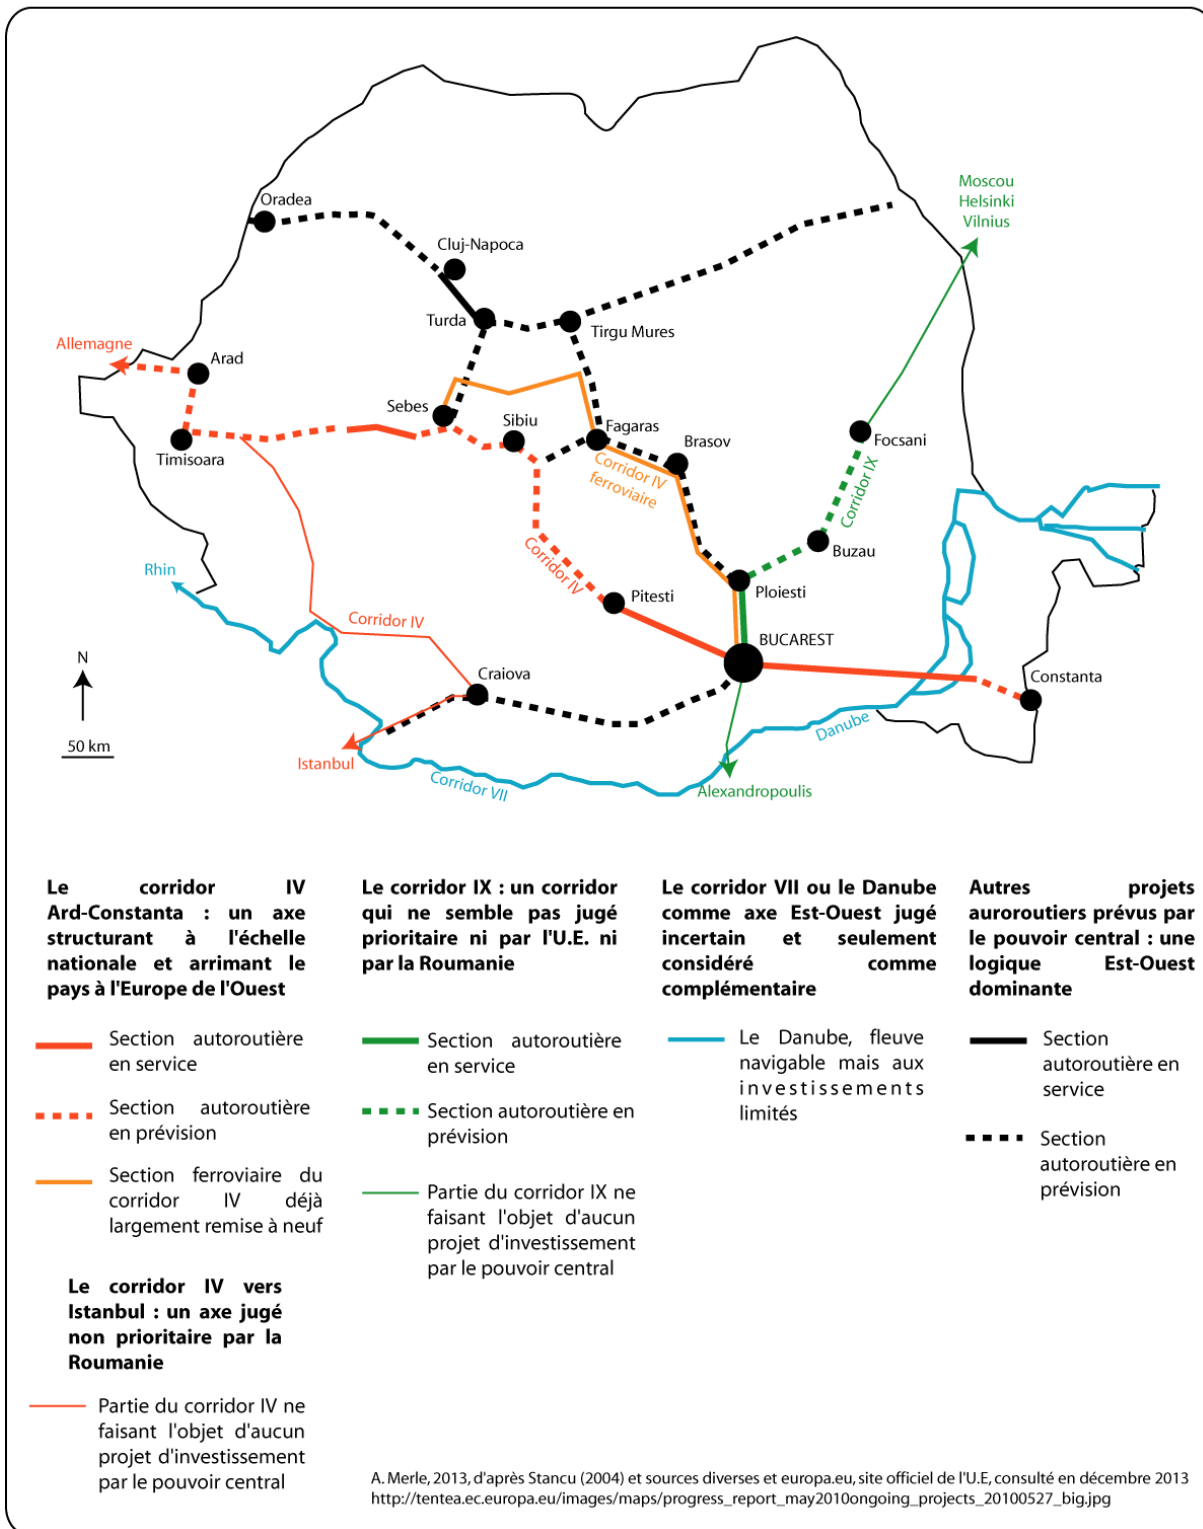 Moscou
Helsinki
Vilnius
Oradea
Cluj-Napoca
Turda
Tirgu Mures
Allemagne
Arad
Sebes
Sibiu
Fagaras
Brasov
Focsani
Timisoara
Corridor IV
ferroviaire
Corridor IX
Buzau
Rhin
Corridor IV
Pitesti
Ploiesti
Corridor IV
BUCAREST
N
Craiova
Constanta
50 km
Istanbul
Danube
Corridor VII
Alexandropoulis
Le corridor IV
Ard-Constanta : un axe
structurant à l'échelle
nationale et arrimant le
pays à l'Europe de l'Ouest
Section autoroutière
en service
Section autoroutière
en prévision
Section ferroviaire du
corridor IV déjà
largement remise à neuf
Le corridor IV vers
Istanbul : un axe jugé
non prioritaire par la
Roumanie
Partie du corridor IV ne
faisant l'objet d'aucun
projet d'investissement
par le pouvoir central
Le corridor IX : un corridor
qui ne semble pas jugé
prioritaire ni par l'U.E. ni
par la Roumanie
Section autoroutière
en service
Section autoroutière en
prévision
Partie du corridor IX ne
faisant l'objet d'aucun
projet d'investissement
par le pouvoir central
Le corridor VII ou le Danube
comme axe Est-Ouest jugé
incertain et seulement
considéré comme
complémentaire
Le Danube, fleuve
navigable mais aux
investissements
limités
Autres projets
auroroutiers prévus par
le pouvoir central : une
logique Est-Ouest
dominante
Section
autoroutière en
service
Section
autoroutière en
prévision
A. Merle, 2013, d'après Stancu (2004) et sources diverses et europa.eu, site officiel de l'U.E, consulté en décembre 2013
http://tentea.ec.europa.eu/images/maps/progress_report_may2010ongoing_projects_20100527_big.jpg